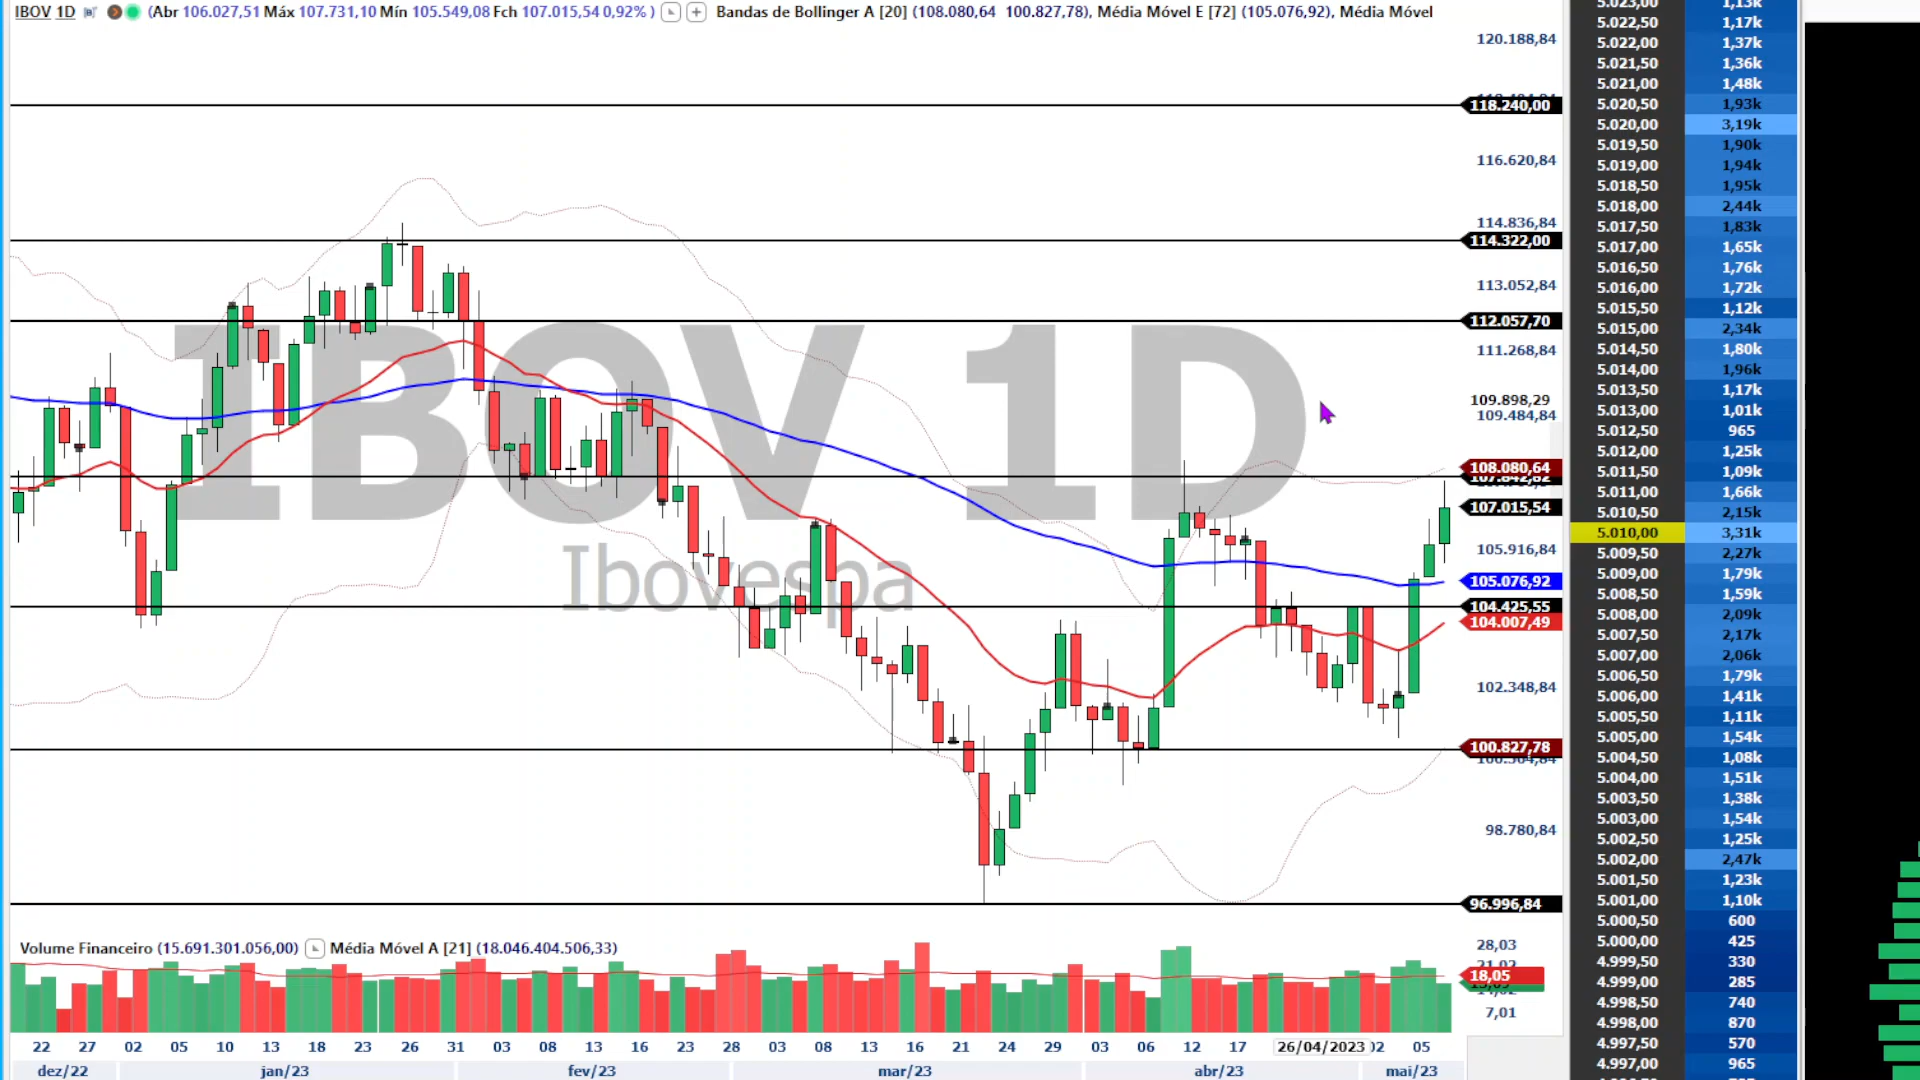 IBOV 1D (Abr 106.027,51 Máx 107.731,10 Mín 105.549,08 Fch 107.015,54 0,92% ) Bandas de Bollinger A [20] (108.080,64 100.827,78), Média Móvel E [72] (105.076,92), Média Móvel
120.188,84
118.240,00
116.620,84
114.836,84
114.322,00
113.052,84
112.057,70
111.268,84
109.898,29
109.484,84
108.080,64
107.842,82
107.015,54
105.916,84
105.076,92
104.425,55
104.007,49
102.348,84
100.827,78
98.780,84
96.996,84
IBOV 1D
Ibovespa
Volume Financeiro (15.691.301.056,00) Média Móvel A [21] (18.046.404.506,33)
28,03
18,05
7,01
22 27 02 05 10 13 18 23 26 31 03 08 13 16 23 28 03 08 13 16 21 24 29 03 06 12 17 26/04/2023 02 05
dez/22 jan/23 fev/23 mar/23 abr/23 mai/23
5.023,00 1,13k
5.022,50 1,17k
5.022,00 1,37k
5.021,50 1,36k
5.021,00 1,48k
5.020,50 1,93k
5.020,00 3,19k
5.019,50 1,90k
5.019,00 1,94k
5.018,50 1,95k
5.018,00 2,44k
5.017,50 1,83k
5.017,00 1,65k
5.016,50 1,76k
5.016,00 1,72k
5.015,50 1,12k
5.015,00 2,34k
5.014,50 1,80k
5.014,00 1,96k
5.013,50 1,17k
5.013,00 1,01k
5.012,50 965
5.012,00 1,25k
5.011,50 1,09k
5.011,00 1,66k
5.010,50 2,15k
5.010,00 3,31k
5.009,50 2,27k
5.009,00 1,79k
5.008,50 1,59k
5.008,00 2,09k
5.007,50 2,17k
5.007,00 2,06k
5.006,50 1,79k
5.006,00 1,41k
5.005,50 1,11k
5.005,00 1,54k
5.004,50 1,08k
5.004,00 1,51k
5.003,50 1,38k
5.003,00 1,54k
5.002,50 1,25k
5.002,00 2,47k
5.001,50 1,23k
5.001,00 1,10k
5.000,50 600
5.000,00 425
4.999,50 330
4.999,00 285
4.998,50 740
4.998,00 870
4.997,50 570
4.997,00 965